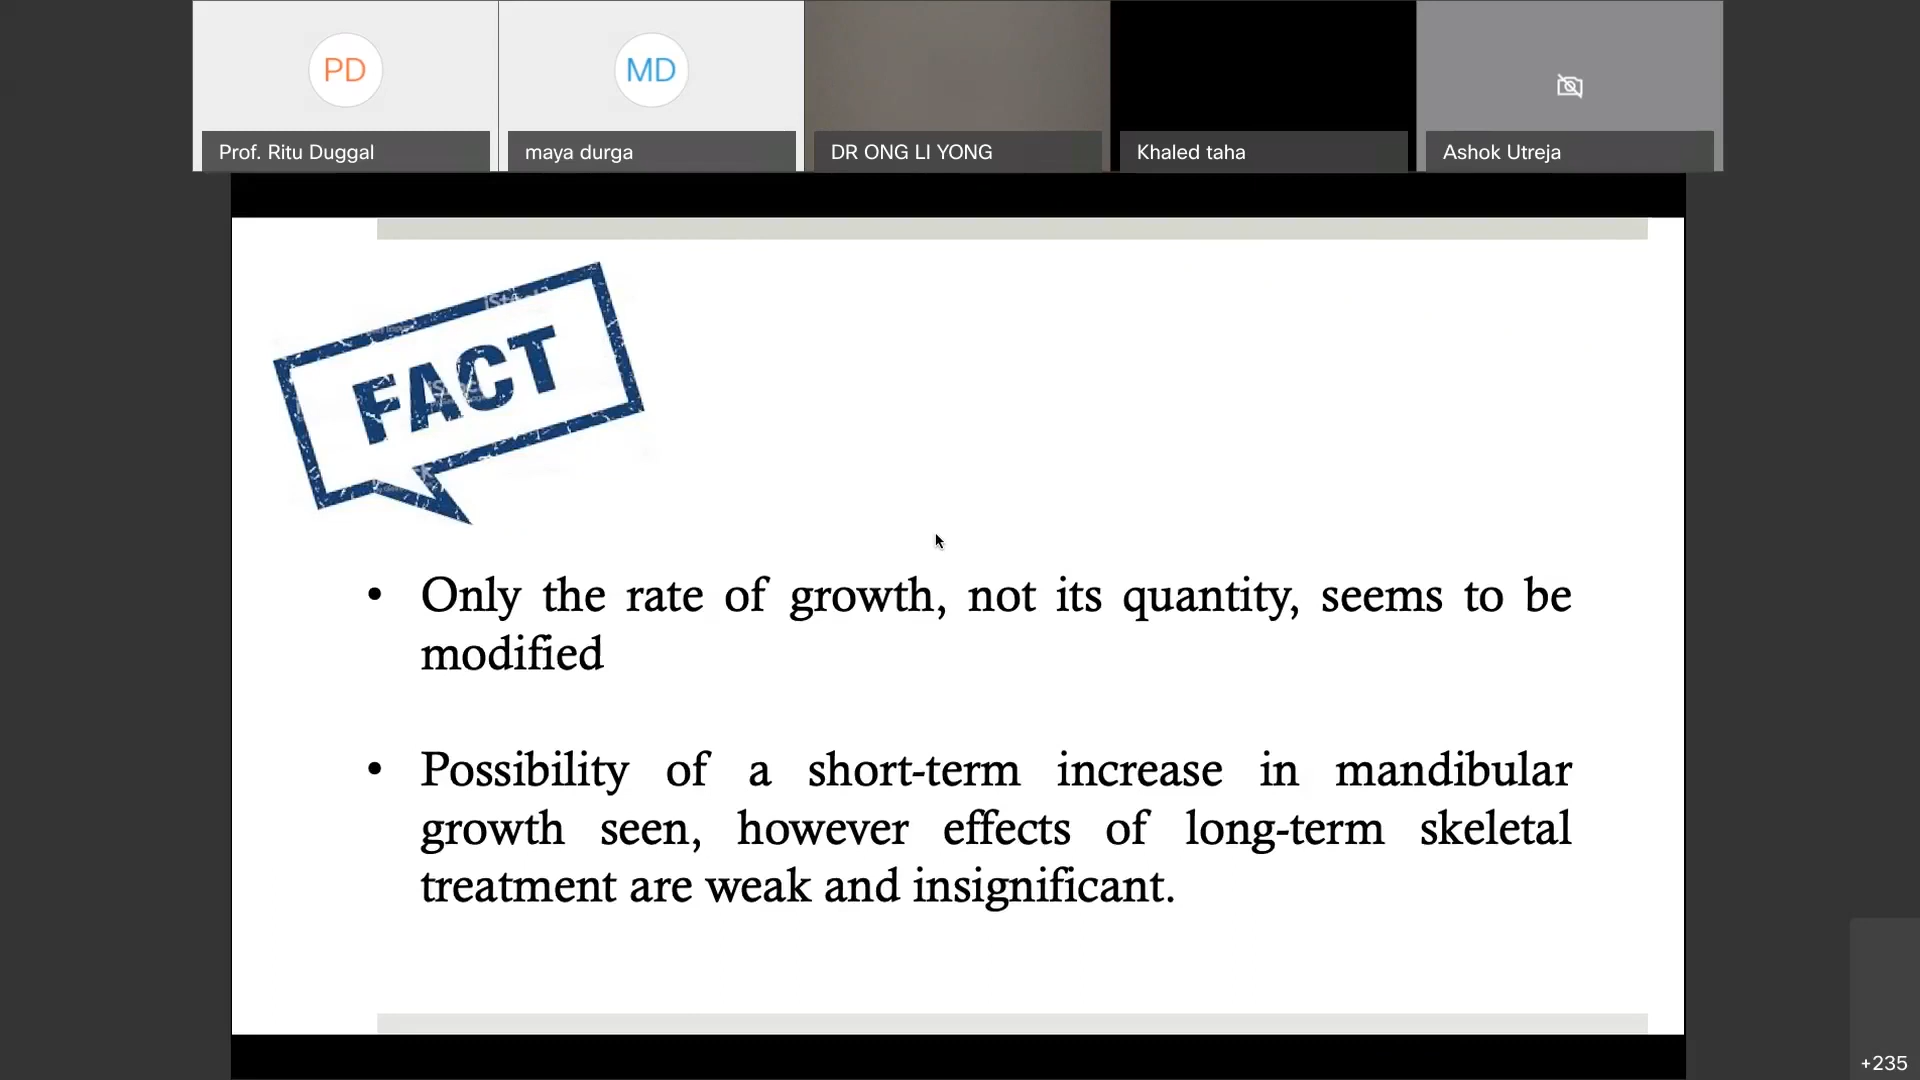 PD
MD
Prof. Ritu Duggal
maya durga
DR ONG LI YONG
Khaled taha
Ashok Utreja
FACT
• Only the rate of growth, not its quantity, seems to be
modified
• Possibility of a short-term increase in mandibular
growth seen, however effects of long-term skeletal
treatment are weak and insignificant.
+235